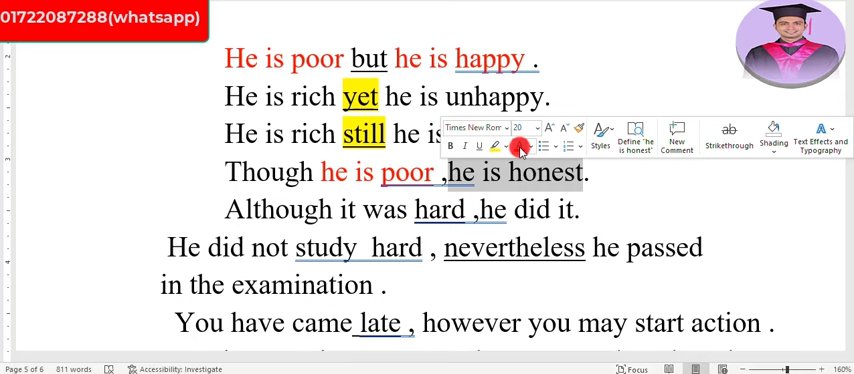 01722087288(whatsapp)
He is poor but he is happy .
He is rich yet he is unhappy.
He is rich still he is
Times New Rorr 20
B I U Styles Define "he is honest" New Comment Strikethrough Shading Text Effects and Typography
Though he is poor ,he is honest.
Although it was hard ,he did it.
He did not study hard , nevertheless he passed
in the examination .
You have came late , however you may start action .
Page 5 of 6 811 words Accessibility: Investigate Focus 160%